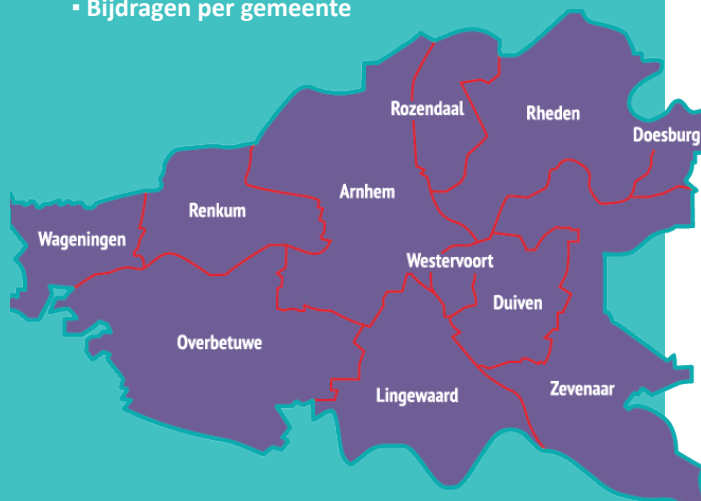 ▪ Bijdragen per gemeente
Rozendaal
Rheden
Doesburg
Arnhem
Renkum
Wageningen
Westervoort
Duiven
Overbetuwe
Lingewaard
Zevenaar